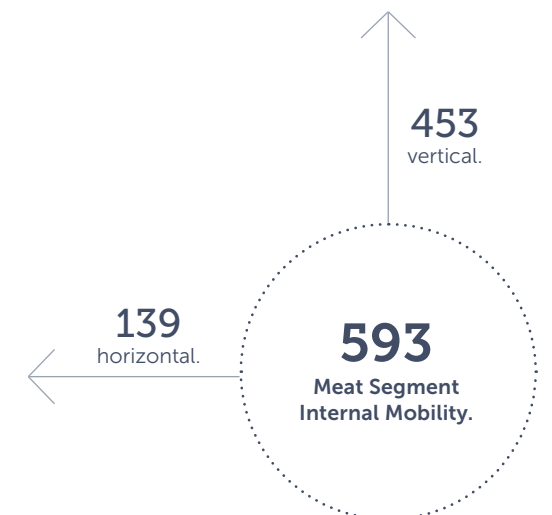 453
vertical.
139
horizontal.
593
Meat Segment
Internal Mobility.